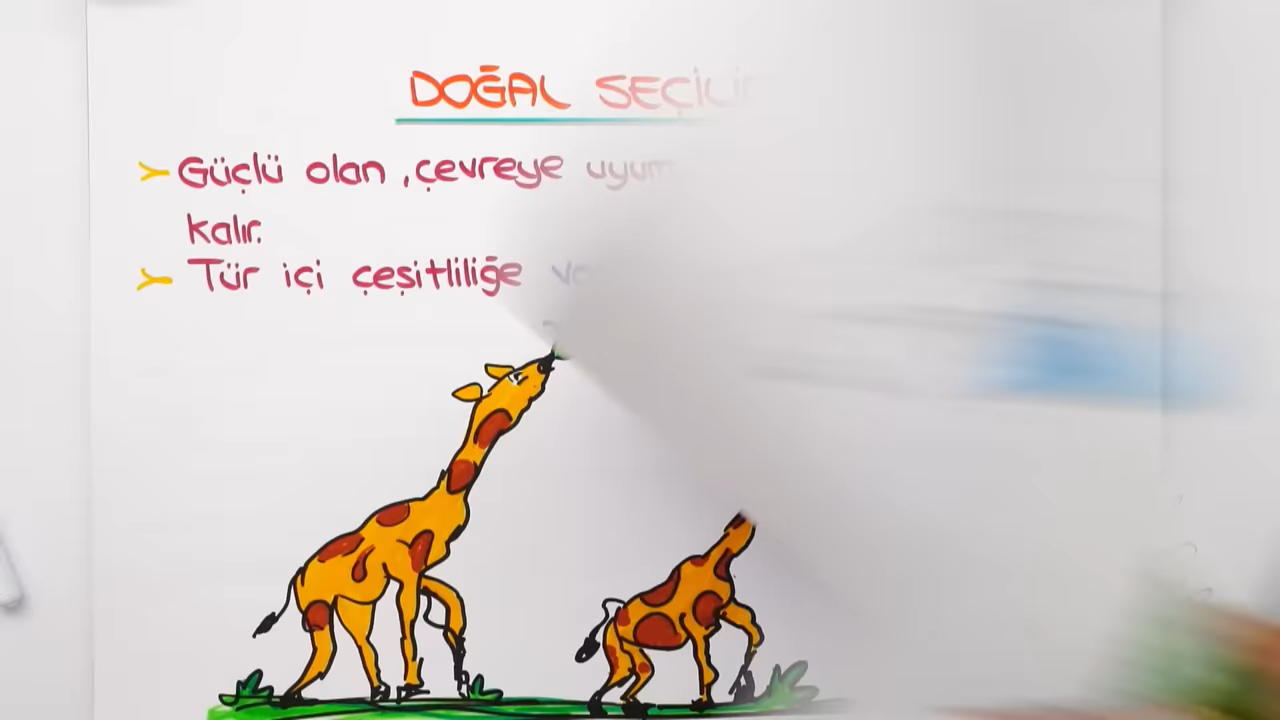 DOĞAL SEÇİLİ
➤ Güçlü olan, çevreye uyum
kalır.
➤ Tür içi çeşitliliğe